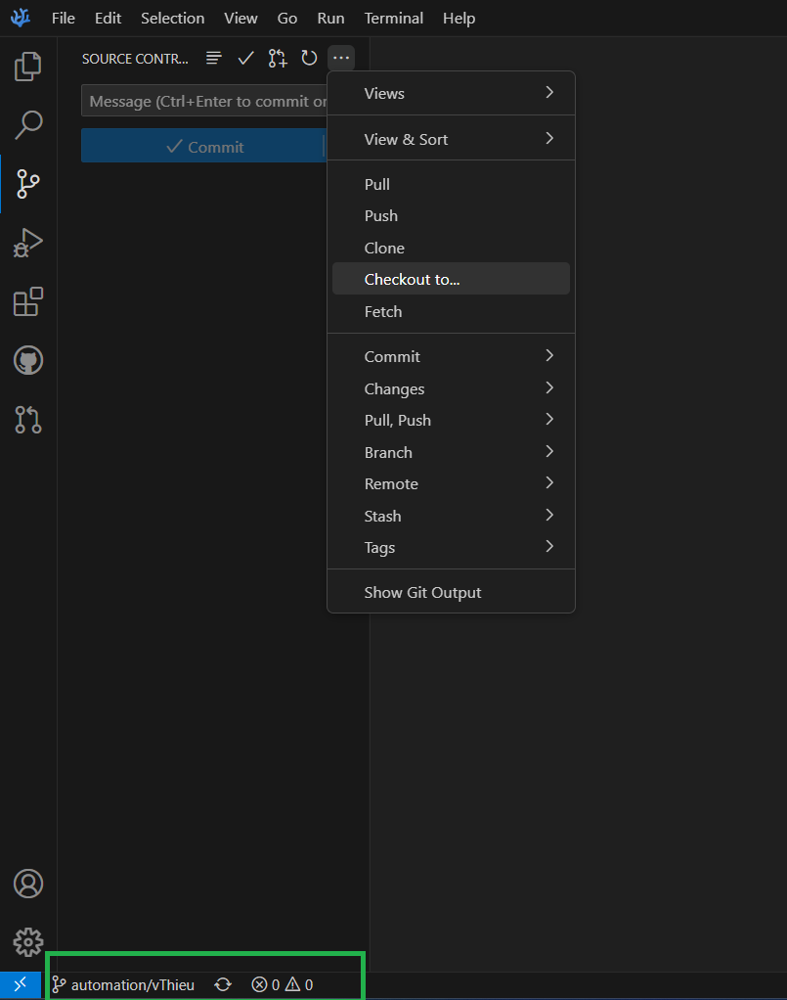 File Edit Selection View Go Run Terminal Help
SOURCE CONTR...
Message (Ctrl+Enter to commit or
Commit
Views
View & Sort
Pull
Push
Clone
Checkout to...
Fetch
Commit
Changes
Pull, Push
Branch
Remote
Stash
Tags
Show Git Output
automation/vThieu 0 0